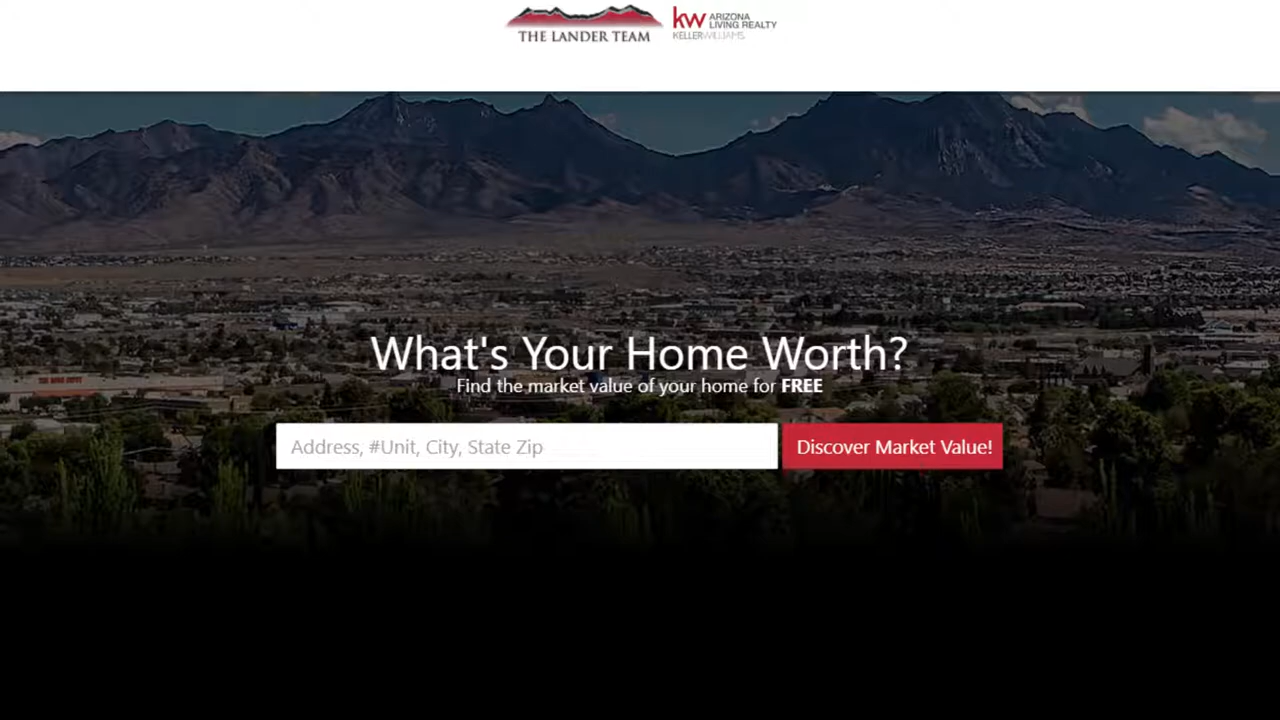 THE LANDER TEAM
kw ARIZONA
LIVING REALTY
KELLERWILLIAMS
What's Your Home Worth?
Find the market value of your home for FREE
Address, #Unit, City, State Zip
Discover Market Value!